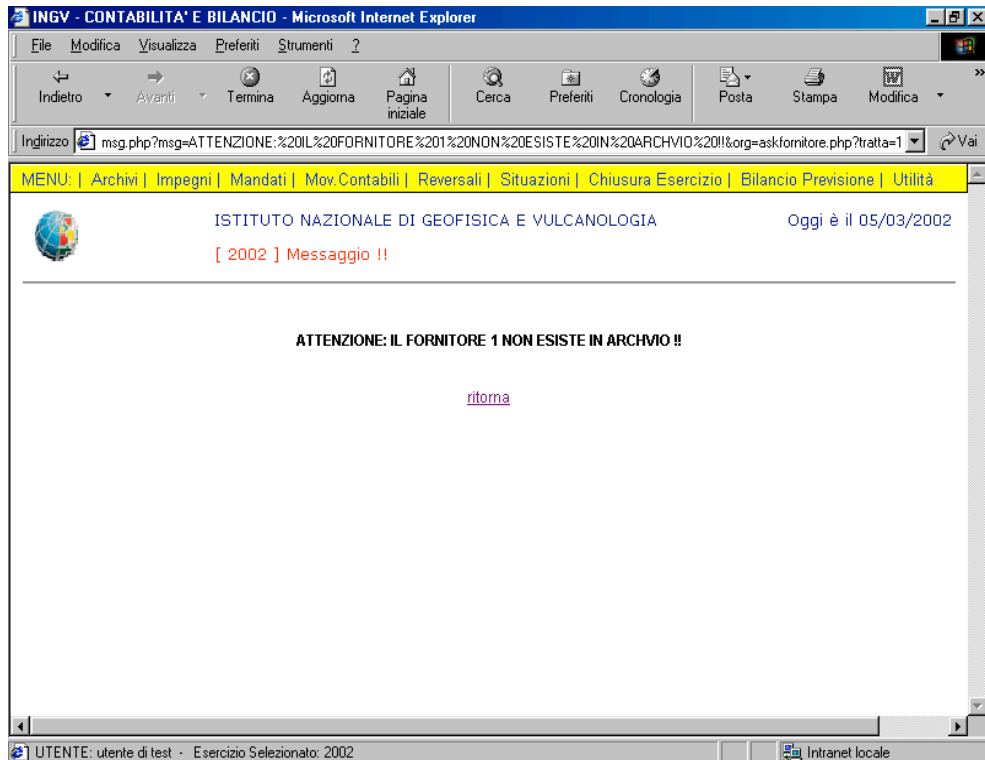 INGV - CONTABILITA' E BILANCIO - Microsoft Internet Explorer
File Modifica Visualizza Preferiti Strumenti ?
Indietro Avanti Termina Aggiorna Pagina iniziale Cerca Preferiti Cronologia Posta Stampa Modifica »
Indirizzo msg.php?msg=ATTENZIONE:%20IL%20FORNITORE%201%20NON%20ESISTE%20IN%20ARCHVIO%20!!&org=askfornitore.php?tratta=1 Vai
MENU: | Archivi | Impegni | Mandati | Mov.Contabili | Reversali | Situazioni | Chiusura Esercizio | Bilancio Previsione | Utilità
ISTITUTO NAZIONALE DI GEOFISICA E VULCANOLOGIA Oggi è il 05/03/2002
[ 2002 ] Messaggio !!
ATTENZIONE: IL FORNITORE 1 NON ESISTE IN ARCHVIO !!
ritorna
UTENTE: utente di test - Esercizio Selezionato: 2002 Intranet locale